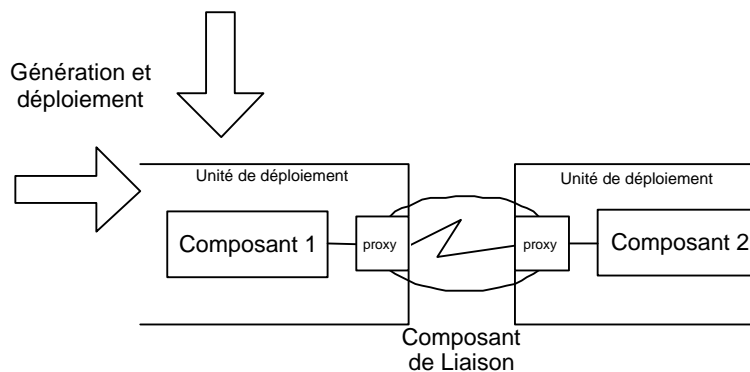 Génération et
déploiement
Unité de déploiement
Unité de déploiement
Composant 1
proxy
proxy
Composant 2
Composant
de Liaison